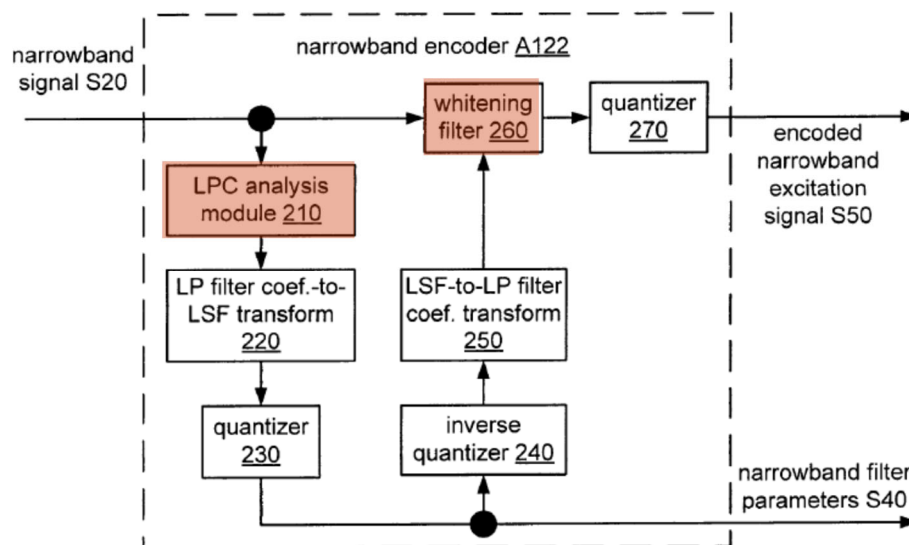 narrowband encoder A122
narrowband
signal S20
whitening
filter 260
quantizer
270
encoded
narrowband
excitation
signal S50
LPC analysis
module 210
LP filter coef.-to-
LSF transform
220
LSF-to-LP filter
coef. transform
250
quantizer
230
inverse
quantizer 240
narrowband filter
parameters S40